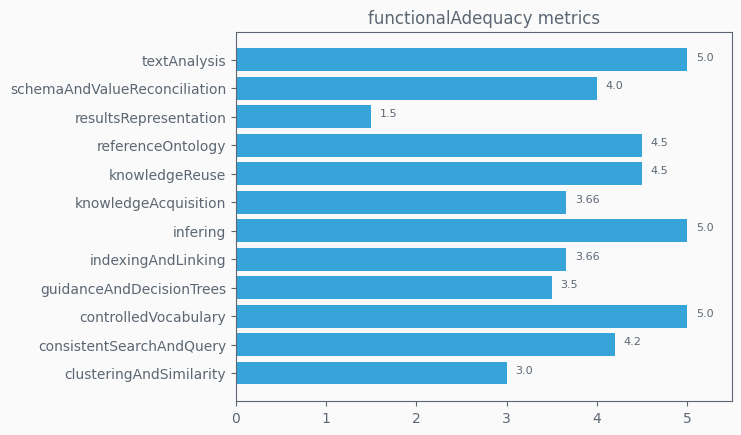 functionalAdequacy metrics
textAnalysis 5.0
schemaAndValueReconciliation 4.0
resultsRepresentation 1.5
referenceOntology 4.5
knowledgeReuse 4.5
knowledgeAcquisition 3.66
infering 5.0
indexingAndLinking 3.66
guidanceAndDecisionTrees 3.5
controlledVocabulary 5.0
consistentSearchAndQuery 4.2
clusteringAndSimilarity 3.0
0 1 2 3 4 5